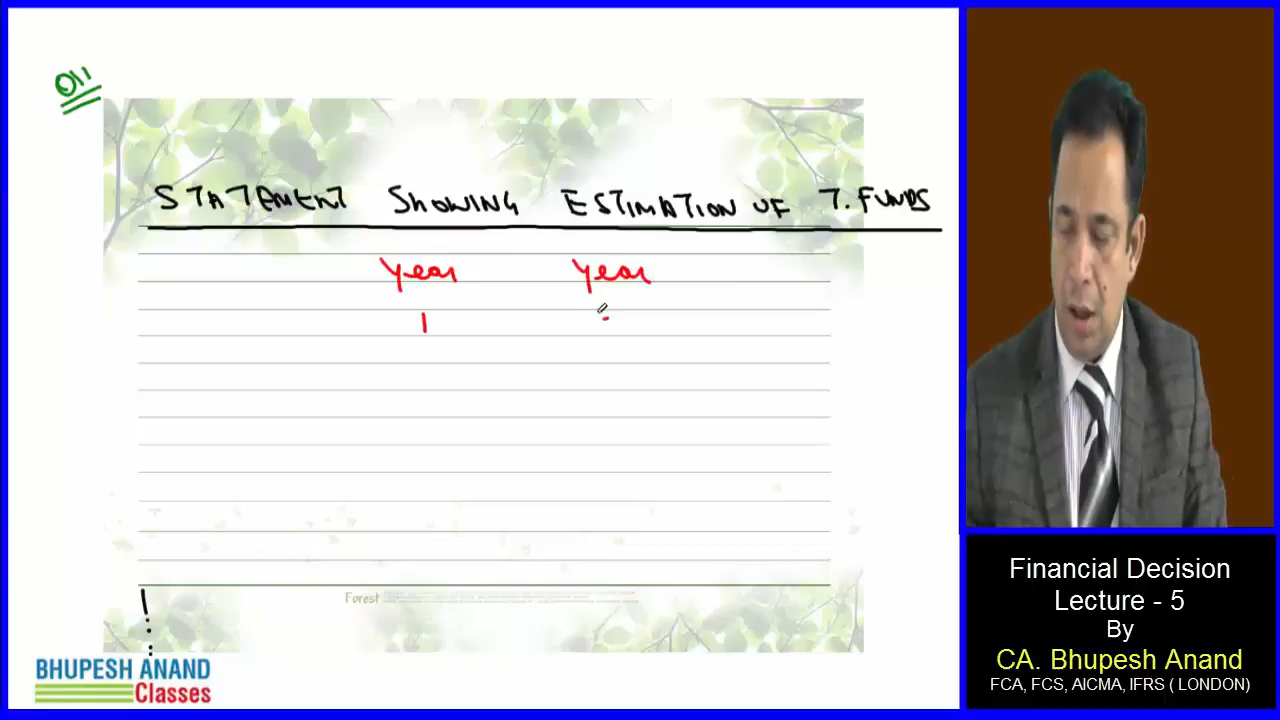 Q11
STATEMENT SHOWING ESTIMATION OF T. FUNDS
Year Year
1
Forest
BHUPESH ANAND
Classes
Financial Decision
Lecture - 5
By
CA. Bhupesh Anand
FCA, FCS, AICMA, IFRS ( LONDON)